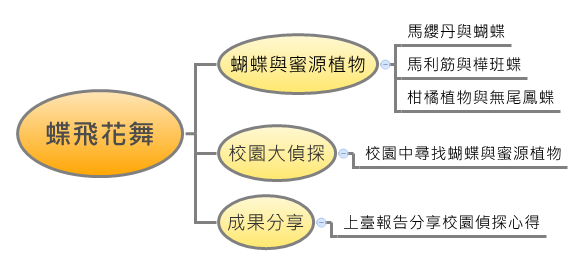 蝶飛花舞
蝴蝶與蜜源植物
馬纓丹與蝴蝶
馬利筋與樺班蝶
柑橘植物與無尾鳳蝶
校園大偵探
校園中尋找蝴蝶與蜜源植物
成果分享
上臺報告分享校園偵探心得